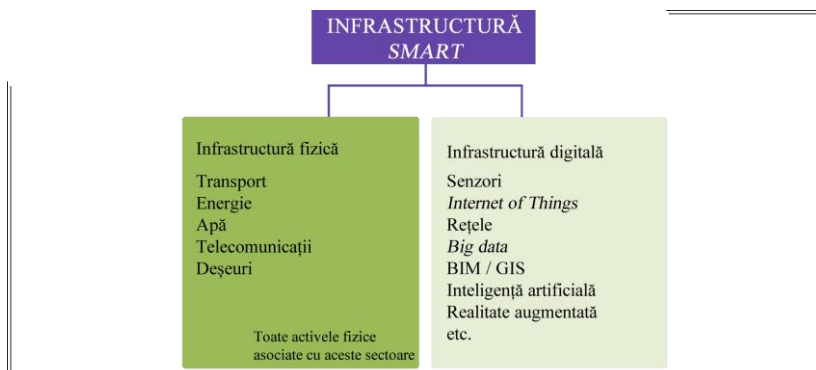 INFRASTRUCTURĂ
SMART
Infrastructură fizică
Transport
Energie
Apă
Telecomunicații
Deșeuri
Toate activele fizice
asociate cu aceste sectoare
Infrastructură digitală
Senzori
Internet of Things
Rețele
Big data
BIM / GIS
Inteligență artificială
Realitate augmentată
etc.